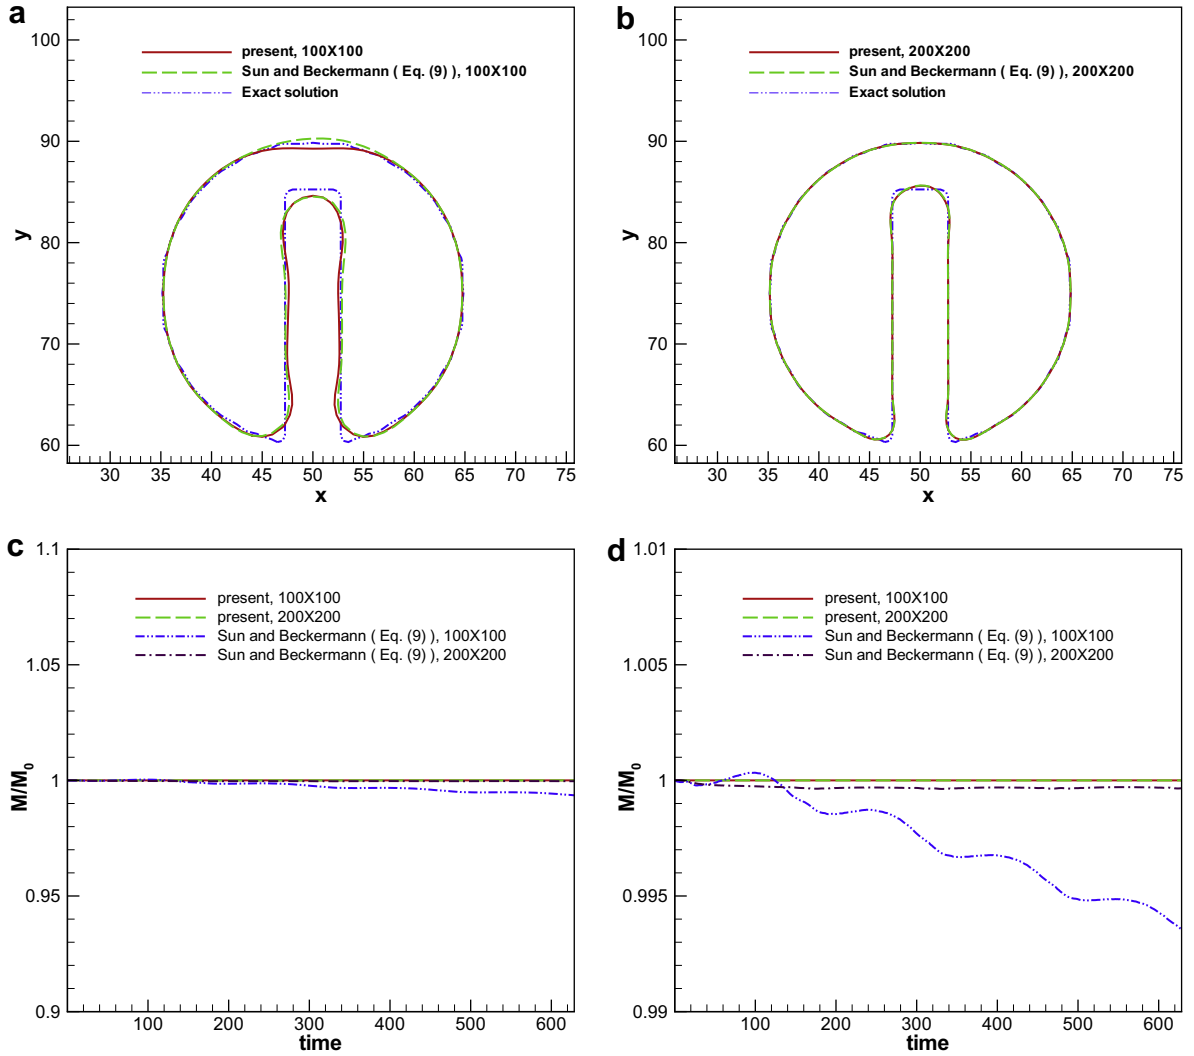 a
present, 100X100
Sun and Beckermann ( Eq. (9) ), 100X100
Exact solution
100
90
80
70
60
y
30 35 40 45 50 55 60 65 70 75
x
b
present, 200X200
Sun and Beckermann ( Eq. (9) ), 200X200
Exact solution
100
90
80
70
60
y
30 35 40 45 50 55 60 65 70 75
x
c
present, 100X100
present, 200X200
Sun and Beckermann ( Eq. (9) ), 100X100
Sun and Beckermann ( Eq. (9) ), 200X200
1.1
1.05
1
0.95
0.9
M/M₀
100 200 300 400 500 600
time
d
present, 100X100
present, 200X200
Sun and Beckermann ( Eq. (9) ), 100X100
Sun and Beckermann ( Eq. (9) ), 200X200
1.01
1.005
1
0.995
0.99
M/M₀
100 200 300 400 500 600
time